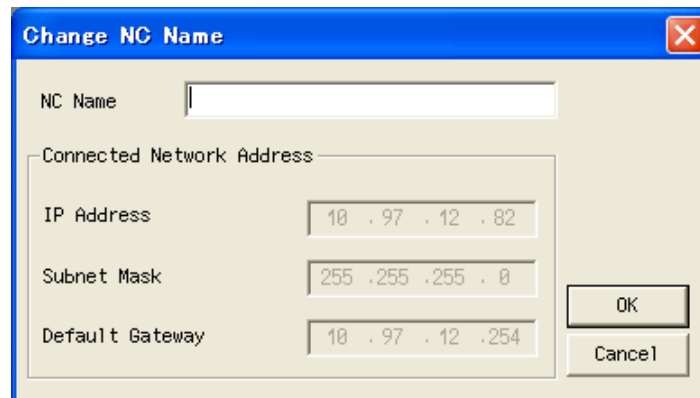 Change NC Name
NC Name
Connected Network Address
IP Address 10 . 97 . 12 . 82
Subnet Mask 255 .255 .255 . 0
Default Gateway 10 . 97 . 12 .254
OK
Cancel